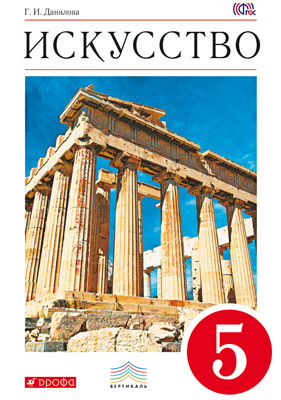 Г. И. Данилова
ФГОС
ИСКУССТВО
5
ДРОФА
ВЕРТИКАЛЬ